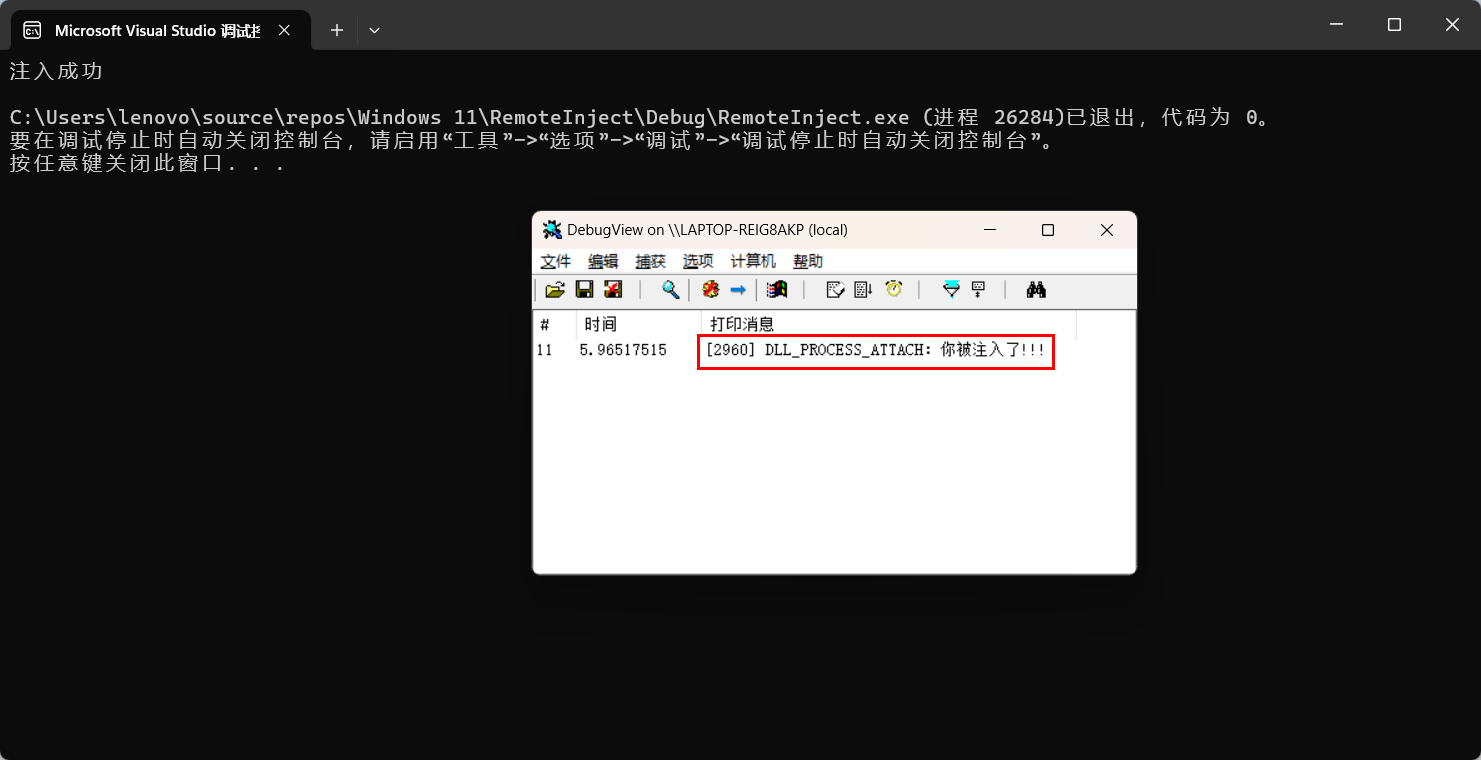 Microsoft Visual Studio 调试
注入成功
C:\Users\lenovo\source\repos\Windows 11\RemoteInject\Debug\RemoteInject.exe (进程 26284)已退出，代码为 0。
要在调试停止时自动关闭控制台，请启用“工具”->“选项”->“调试”->“调试停止时自动关闭控制台”。
按任意键关闭此窗口. . .
DebugView on \\LAPTOP-REIG8AKP (local)
文件 编辑 捕获 选项 计算机 帮助
# 时间 打印消息
11 5.96517515 [2960] DLL_PROCESS_ATTACH: 你被注入了!!!